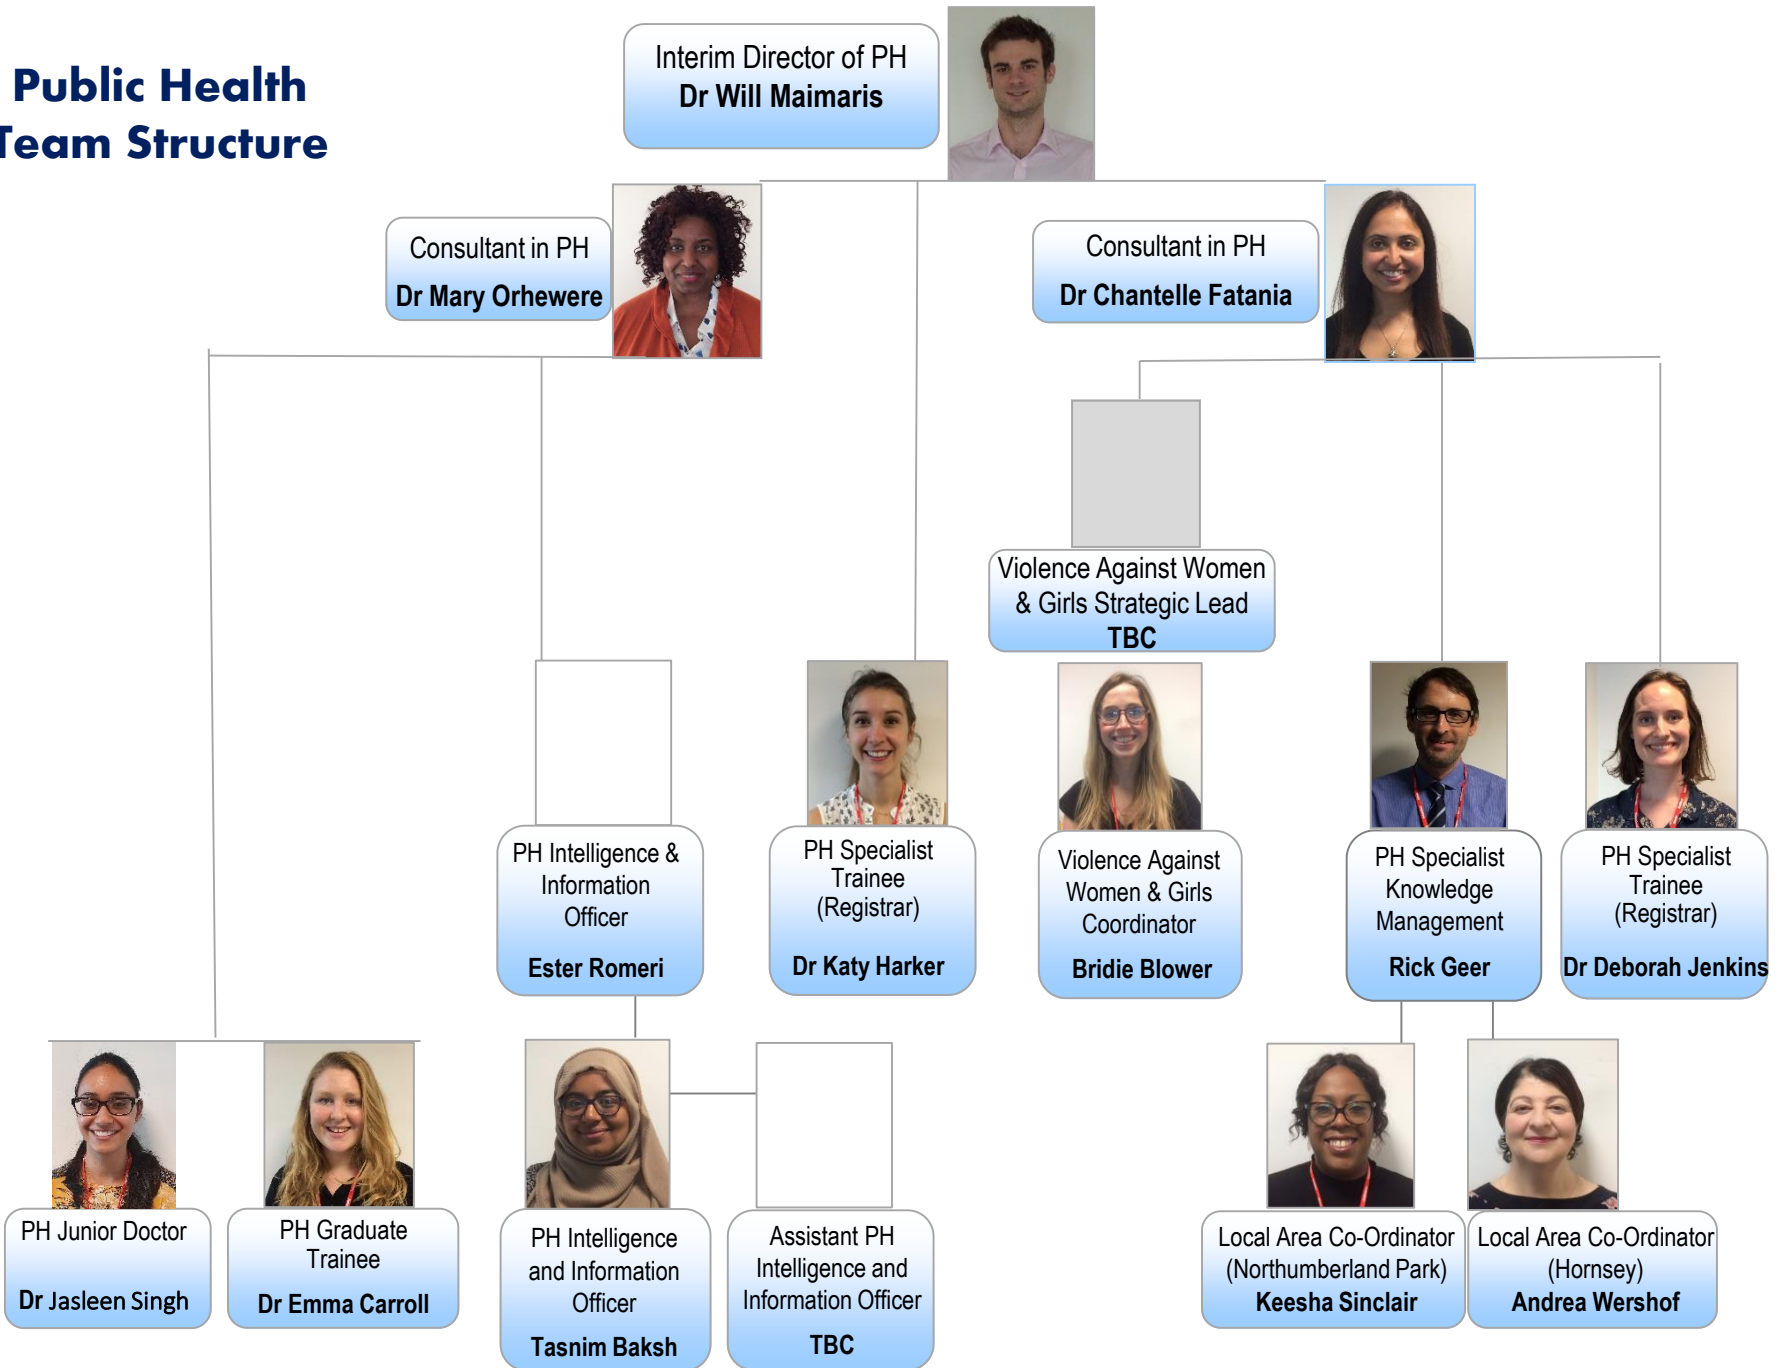 Public Health
Team Structure
Interim Director of PH
Dr Will Maimaris
Consultant in PH
Dr Mary Orhewere
Consultant in PH
Dr Chantelle Fatania
Violence Against Women
& Girls Strategic Lead
TBC
PH Intelligence &
Information
Officer
Ester Romeri
PH Specialist
Trainee
(Registrar)
Dr Katy Harker
Violence Against
Women & Girls
Coordinator
Bridie Blower
PH Specialist
Knowledge
Management
Rick Geer
PH Specialist
Trainee
(Registrar)
Dr Deborah Jenkins
PH Junior Doctor
Dr Jasleen Singh
PH Graduate
Trainee
Dr Emma Carroll
PH Intelligence
and Information
Officer
Tasnim Baksh
Assistant PH
Intelligence and
Information Officer
TBC
Local Area Co-Ordinator
(Northumberland Park)
Keesha Sinclair
Local Area Co-Ordinator
(Hornsey)
Andrea Wershof